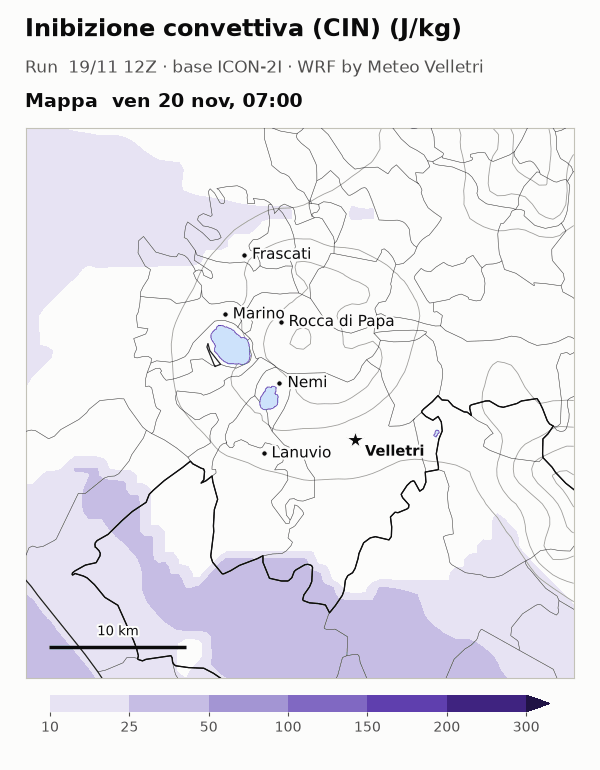 Inibizione convettiva (CIN) (J/kg)
Run  19/11 12Z · base ICON-2I · WRF by Meteo Velletri
Mappa  ven 20 nov, 07:00
Frascati
Marino
Rocca di Papa
Nemi
Velletri
Lanuvio
10 km
10 25 50 100 150 200 300